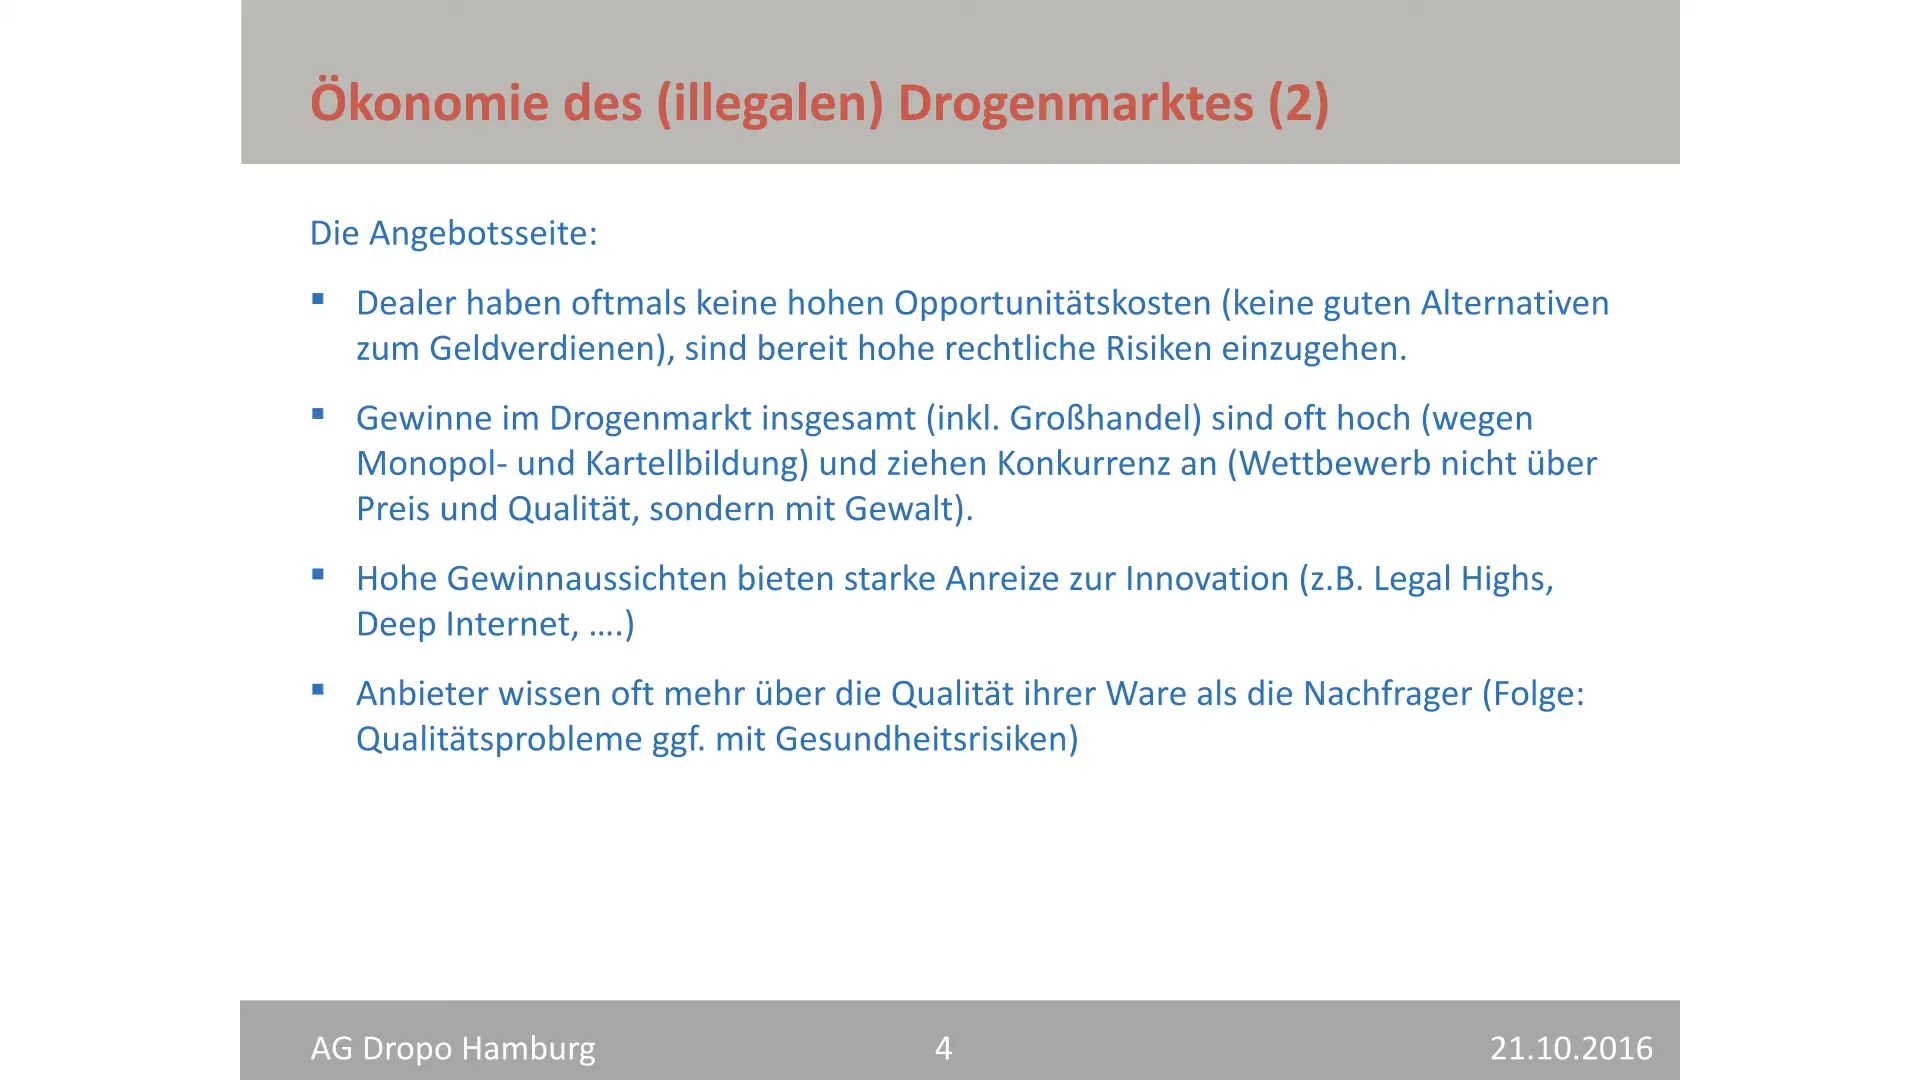 Ökonomie des (illegalen) Drogenmarktes (2)
Die Angebotsseite:
▪ Dealer haben oftmals keine hohen Opportunitätskosten (keine guten Alternativen
zum Geldverdienen), sind bereit hohe rechtliche Risiken einzugehen.
▪ Gewinne im Drogenmarkt insgesamt (inkl. Großhandel) sind oft hoch (wegen
Monopol- und Kartellbildung) und ziehen Konkurrenz an (Wettbewerb nicht über
Preis und Qualität, sondern mit Gewalt).
▪ Hohe Gewinnaussichten bieten starke Anreize zur Innovation (z.B. Legal Highs,
Deep Internet, ….)
▪ Anbieter wissen oft mehr über die Qualität ihrer Ware als die Nachfrager (Folge:
Qualitätsprobleme ggf. mit Gesundheitsrisiken)
AG Dropo Hamburg 4 21.10.2016